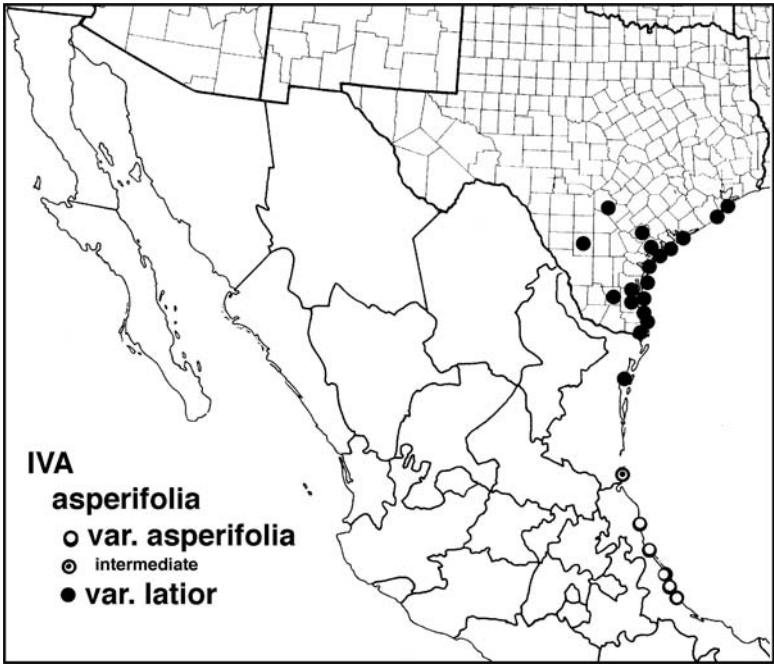 IVA
asperifolia
var. asperifolia
intermediate
var. latior